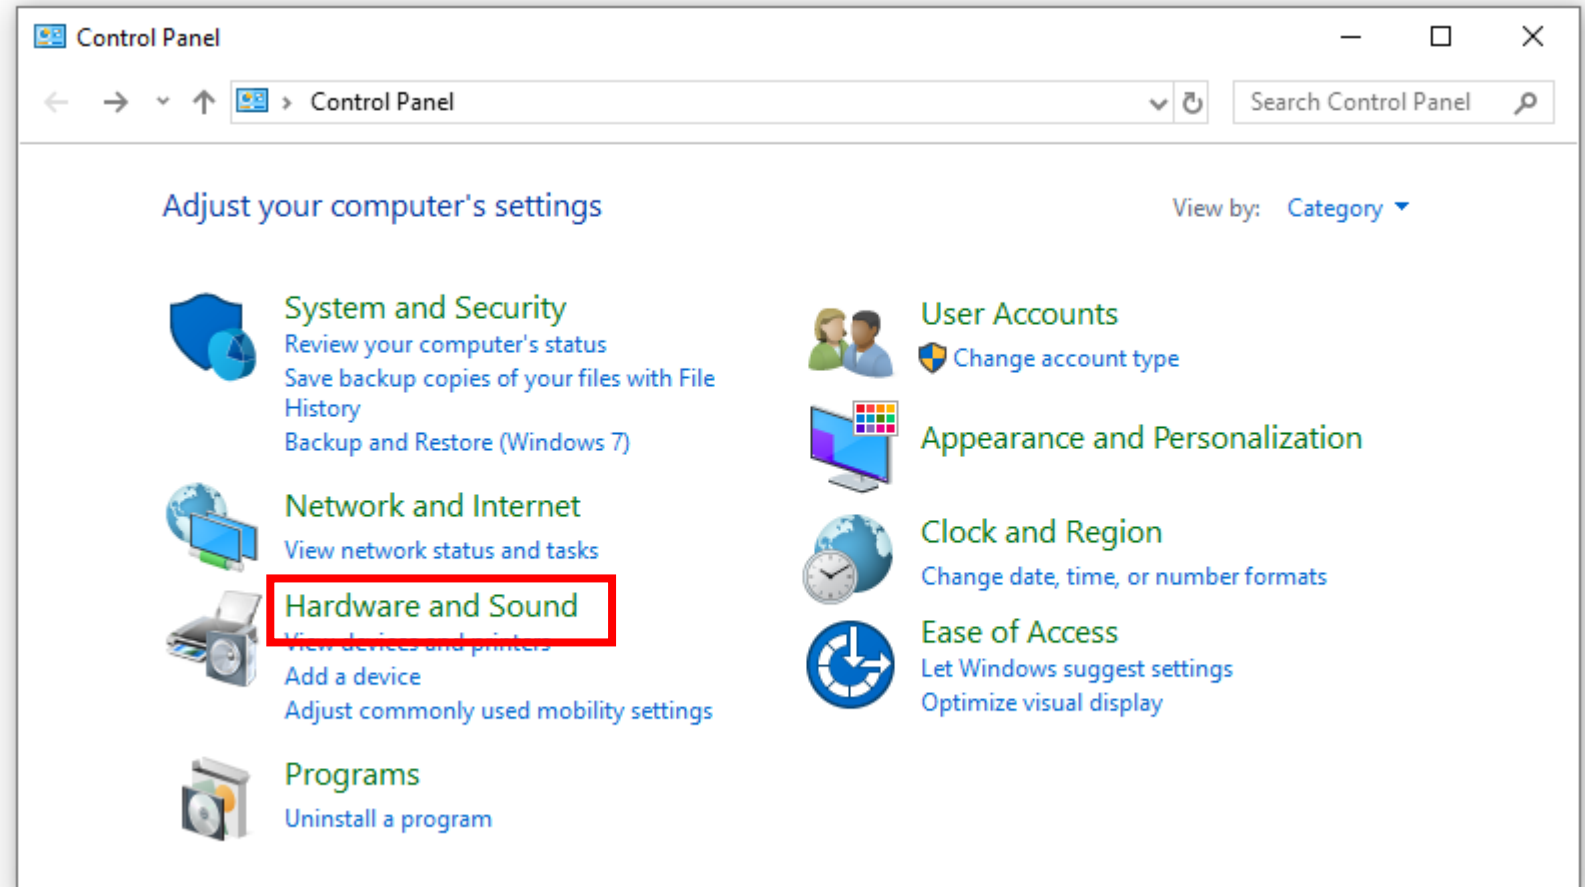 Control Panel
Control Panel
Search Control Panel
Adjust your computer's settings
View by: Category
System and Security
Review your computer's status
Save backup copies of your files with File
History
Backup and Restore (Windows 7)
Network and Internet
View network status and tasks
Hardware and Sound
View devices and printers
Add a device
Adjust commonly used mobility settings
Programs
Uninstall a program
User Accounts
Change account type
Appearance and Personalization
Clock and Region
Change date, time, or number formats
Ease of Access
Let Windows suggest settings
Optimize visual display